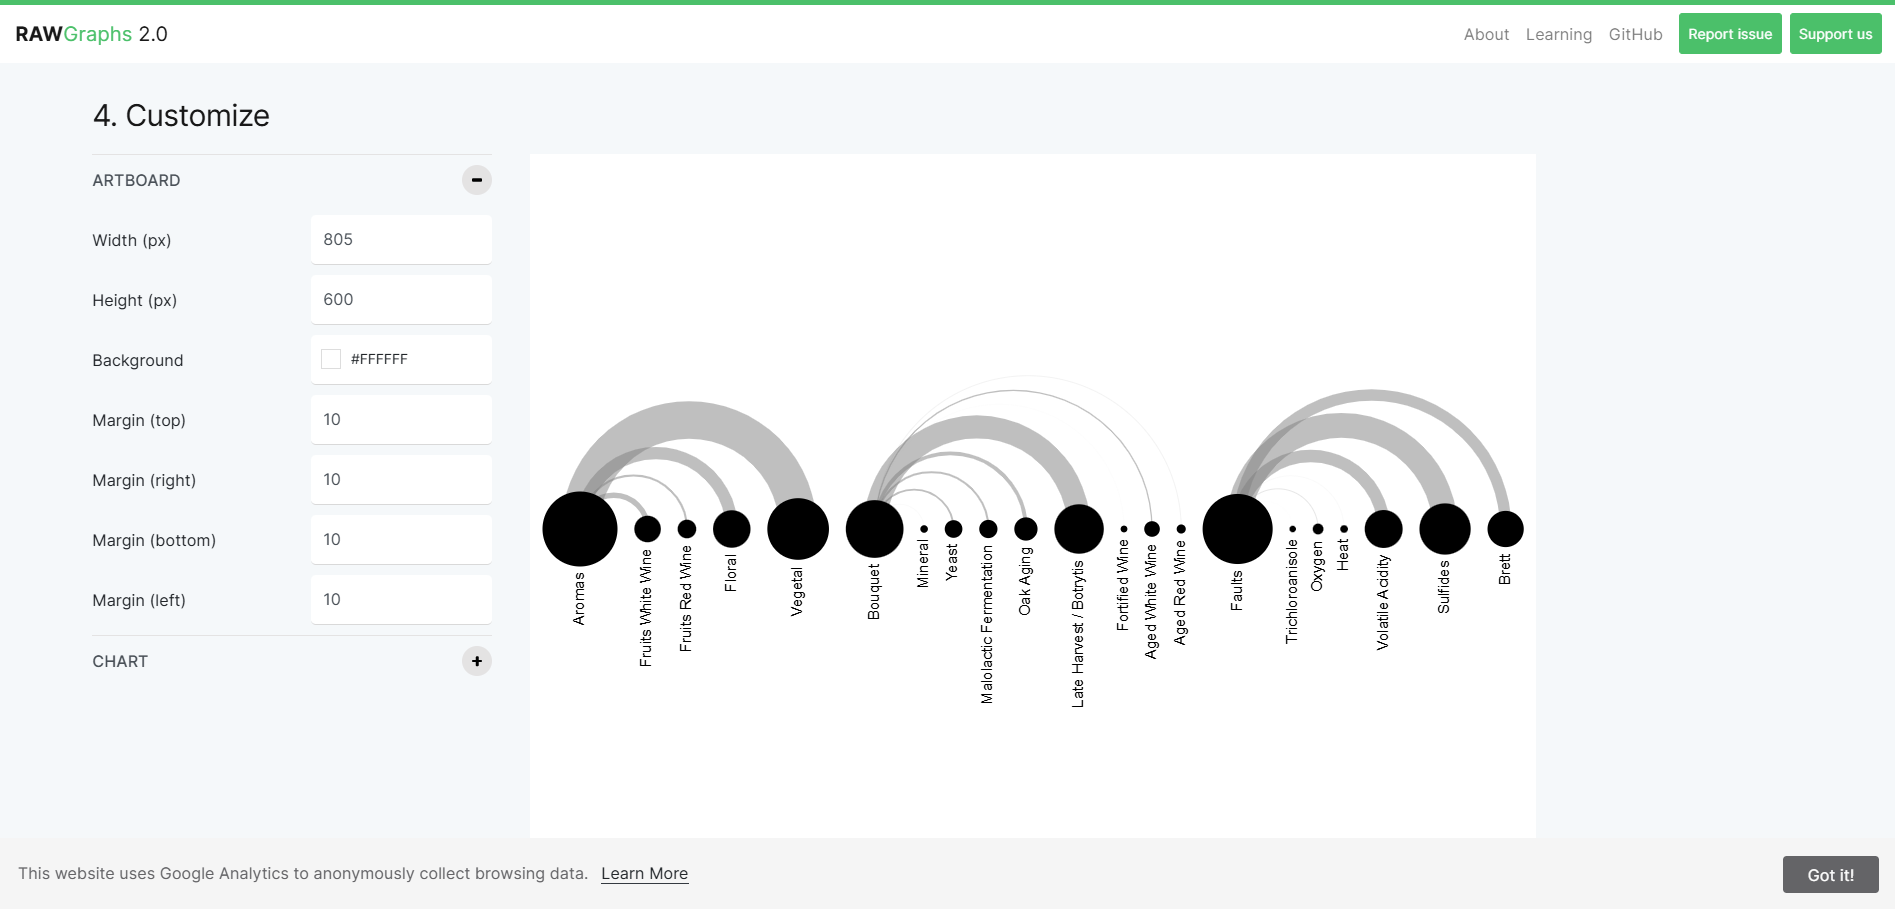 RAWGraphs 2.0
About Learning GitHub Report issue Support us
4. Customize
ARTBOARD
Width (px) 805
Height (px) 600
Background #FFFFFF
Margin (top) 10
Margin (right) 10
Margin (bottom) 10
Margin (left) 10
CHART
Aromas
Fruits White Wine
Fruits Red Wine
Floral
Vegetal
Bouquet
Mineral
Yeast
Malolactic Fermentation
Oak Aging
Late Harvest / Botrytis
Fortified Wine
Aged White Wine
Aged Red Wine
Faults
Trichloroanisole
Oxygen
Heat
Volatile Acidity
Sulfides
Brett
This website uses Google Analytics to anonymously collect browsing data. Learn More
Got it!